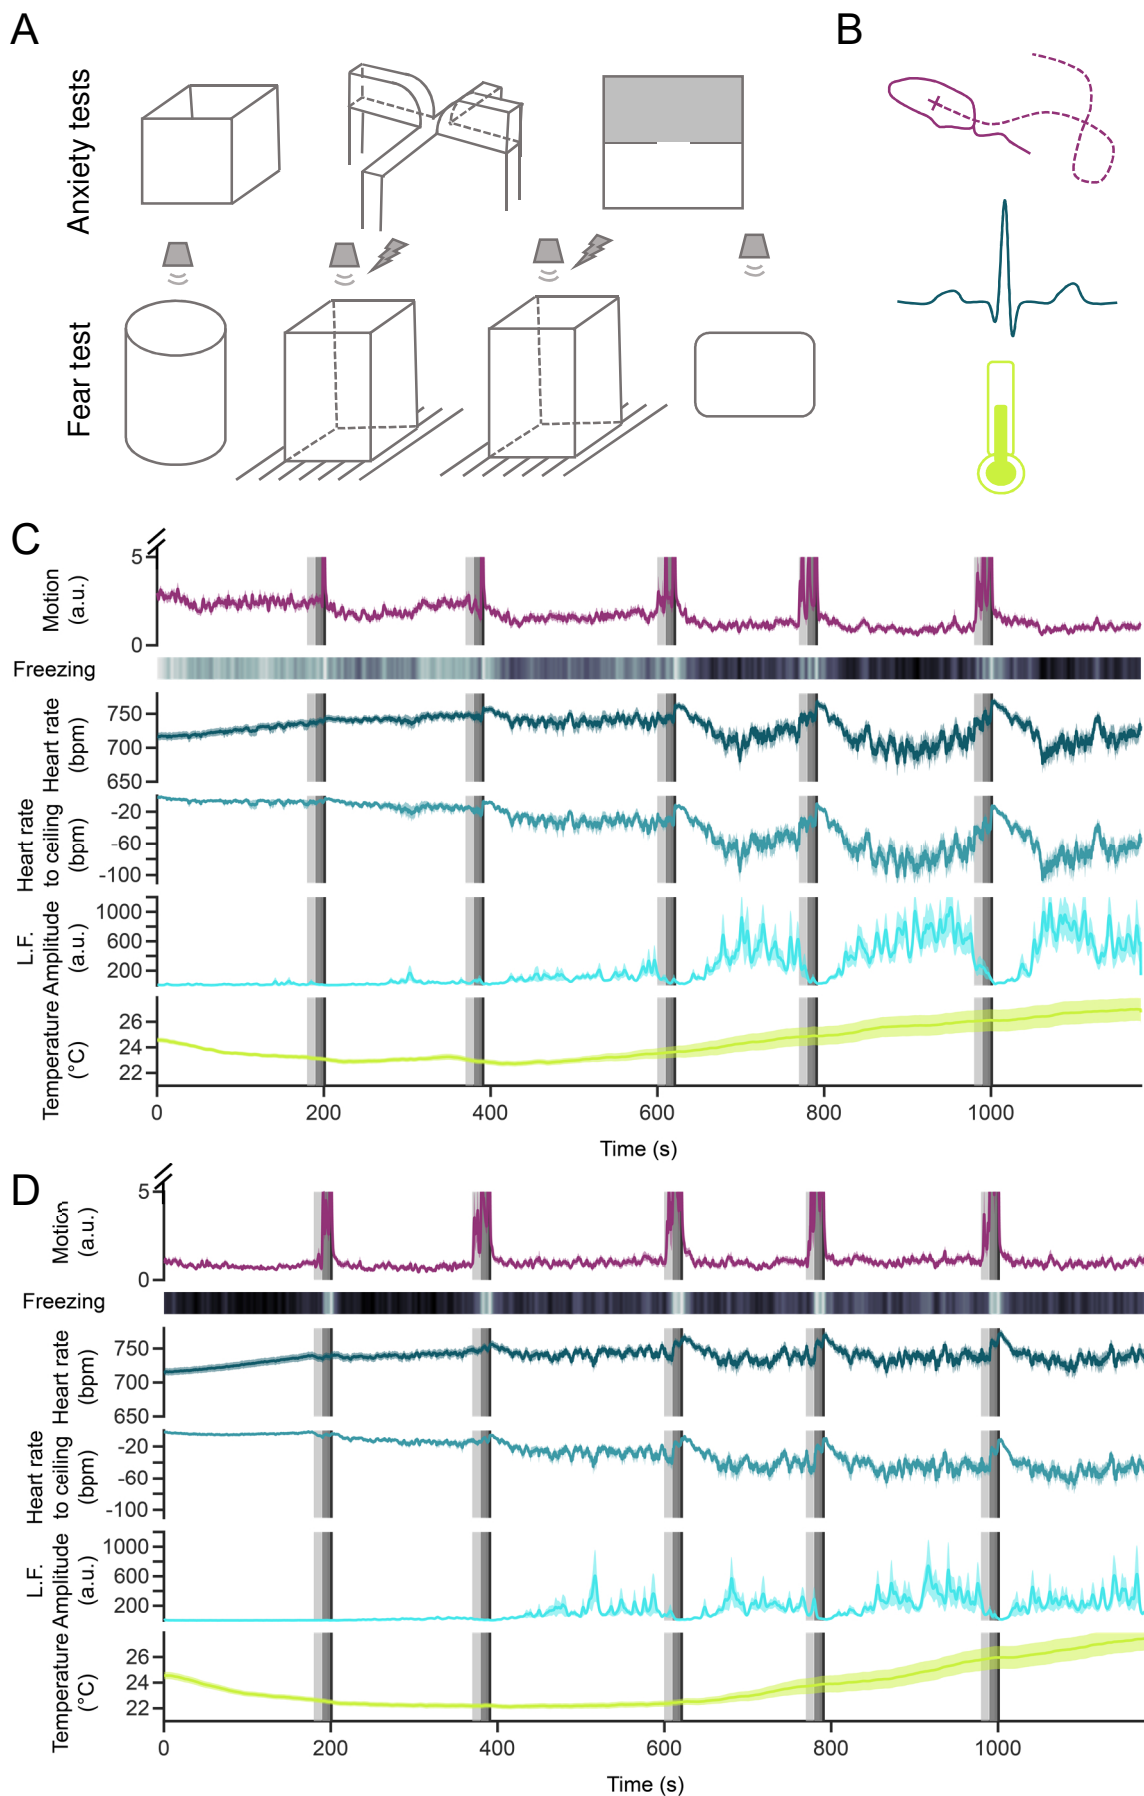 A
B
Anxiety tests
Fear test
C
5
0
Motion
(a.u.)
Freezing
750
700
650
Heart rate
(bpm)
-20
-60
-100
Heart rate
to ceiling
(bpm)
1000
600
200
L.F.
Amplitude
(a.u.)
26
24
22
Temperature
(°C)
0
200
400
600
800
1000
Time (s)
D
5
0
Motion
(a.u.)
Freezing
750
700
650
Heart rate
(bpm)
-20
-60
-100
Heart rate
to ceiling
(bpm)
1000
600
200
L.F.
Amplitude
(a.u.)
26
24
22
Temperature
(°C)
0
200
400
600
800
1000
Time (s)